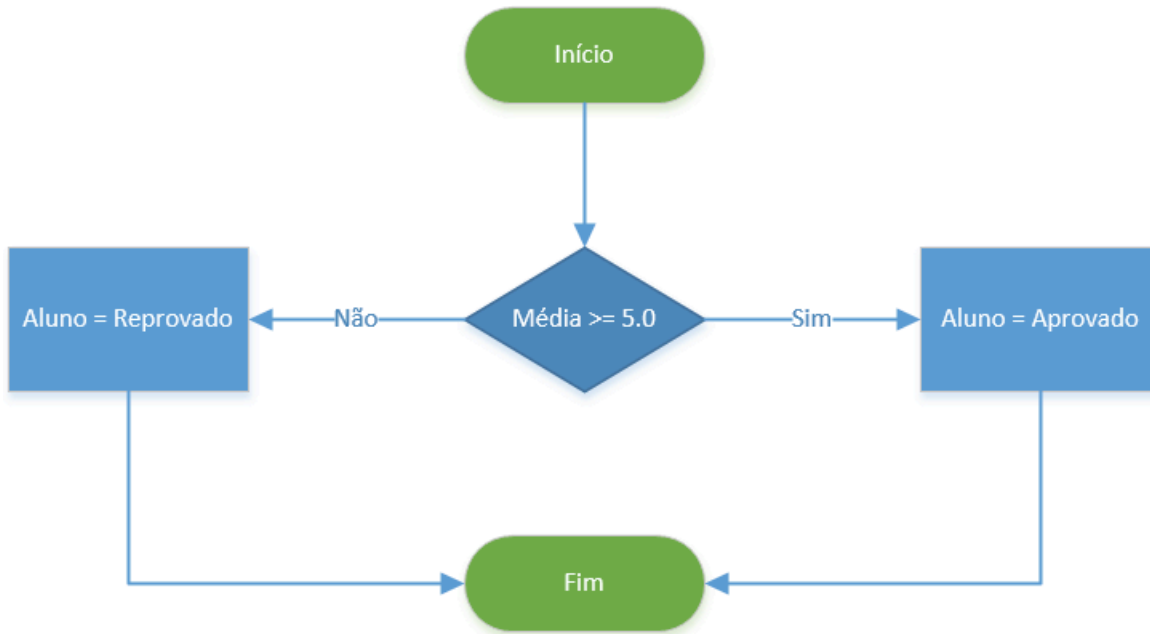 Início
Aluno = Reprovado
Não
Média >= 5.0
Sim
Aluno = Aprovado
Fim